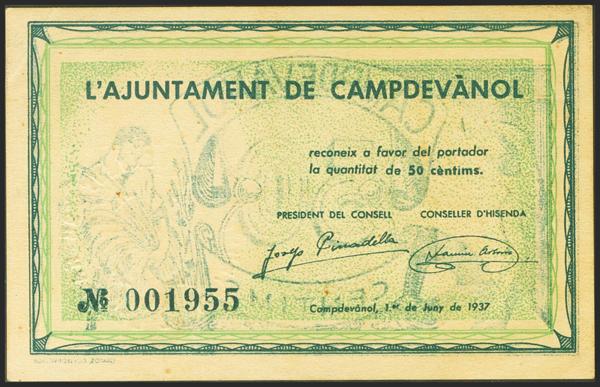 L'AJUNTAMENT DE CAMPDEVÀNOL
reconeix a favor del portador
la quantitat de 50 cèntims.
PRESIDENT DEL CONSELL CONSELLER D'HISENDA
Nº 001955
Campdevànol, 1.er de Juny de 1937